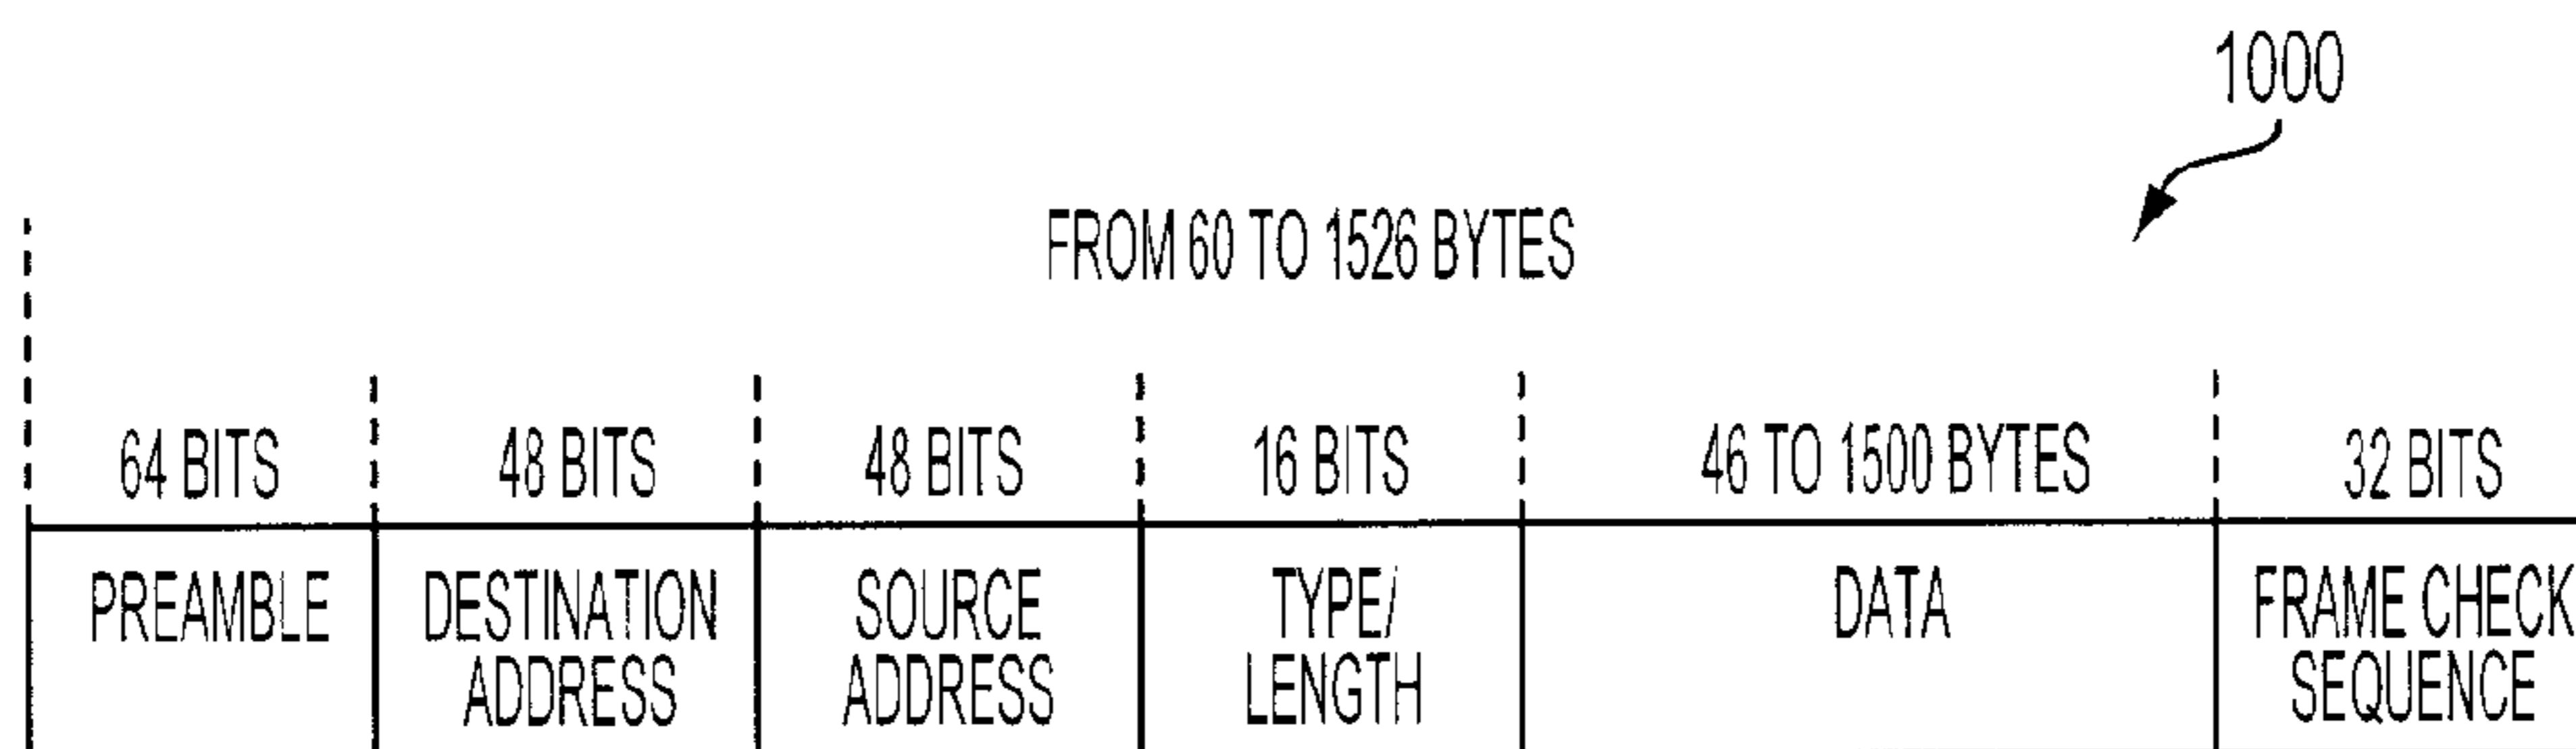 1000
FROM 60 TO 1526 BYTES
64 BITS
48 BITS
48 BITS
16 BITS
46 TO 1500 BYTES
32 BITS
PREAMBLE
DESTINATION
ADDRESS
SOURCE
ADDRESS
TYPE/
LENGTH
DATA
FRAME CHECK
SEQUENCE